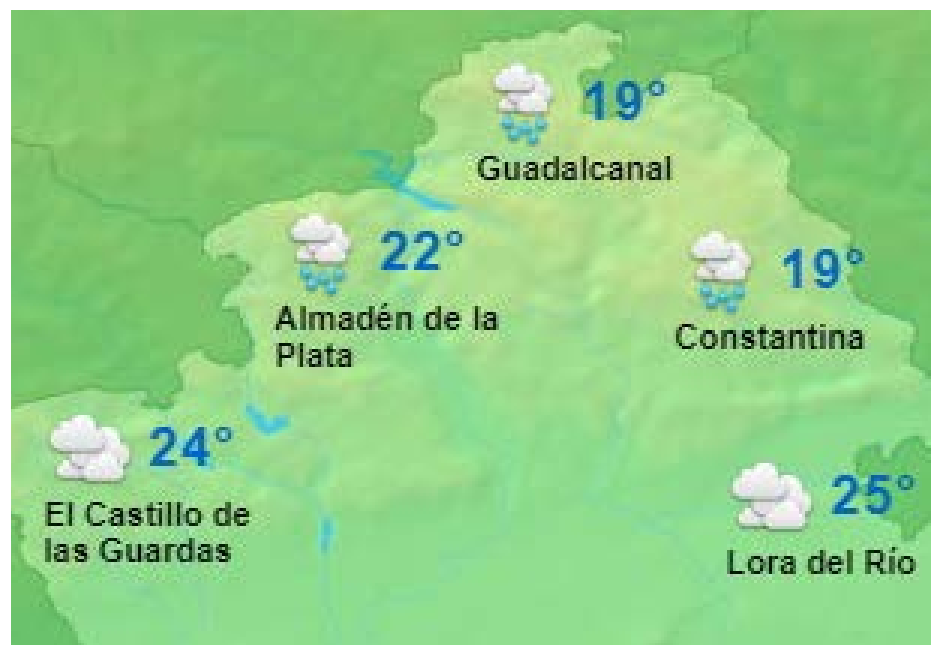 19°
Guadalcanal
22°
Almadén de la
Plata
19°
Constantina
24°
El Castillo de
las Guardas
25°
Lora del Río